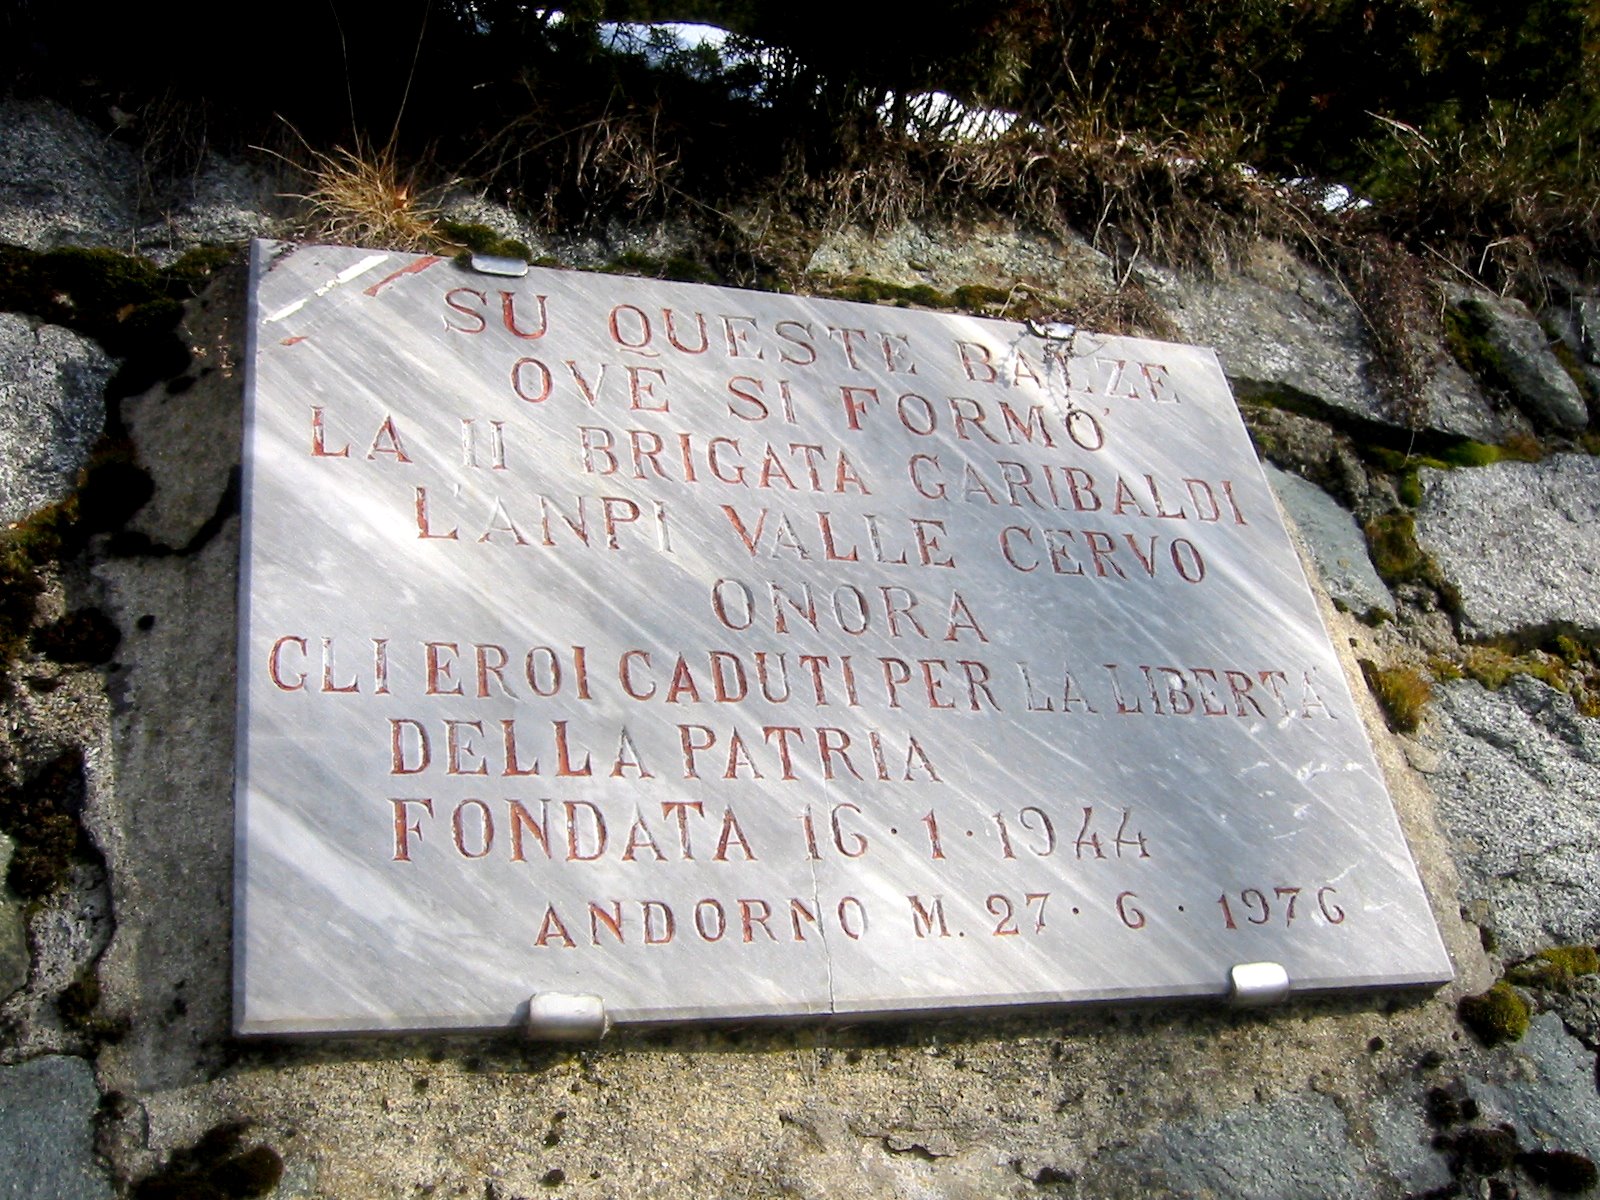 SU QUESTE BALZE
OVE SI FORMO'
LA II BRIGATA GARIBALDI
L'ANPI VALLE CERVO
ONORA
GLI EROI CADUTI PER LA LIBERTA
DELLA PATRIA
FONDATA 16·1·1944
ANDORNO M. 27·6·1976